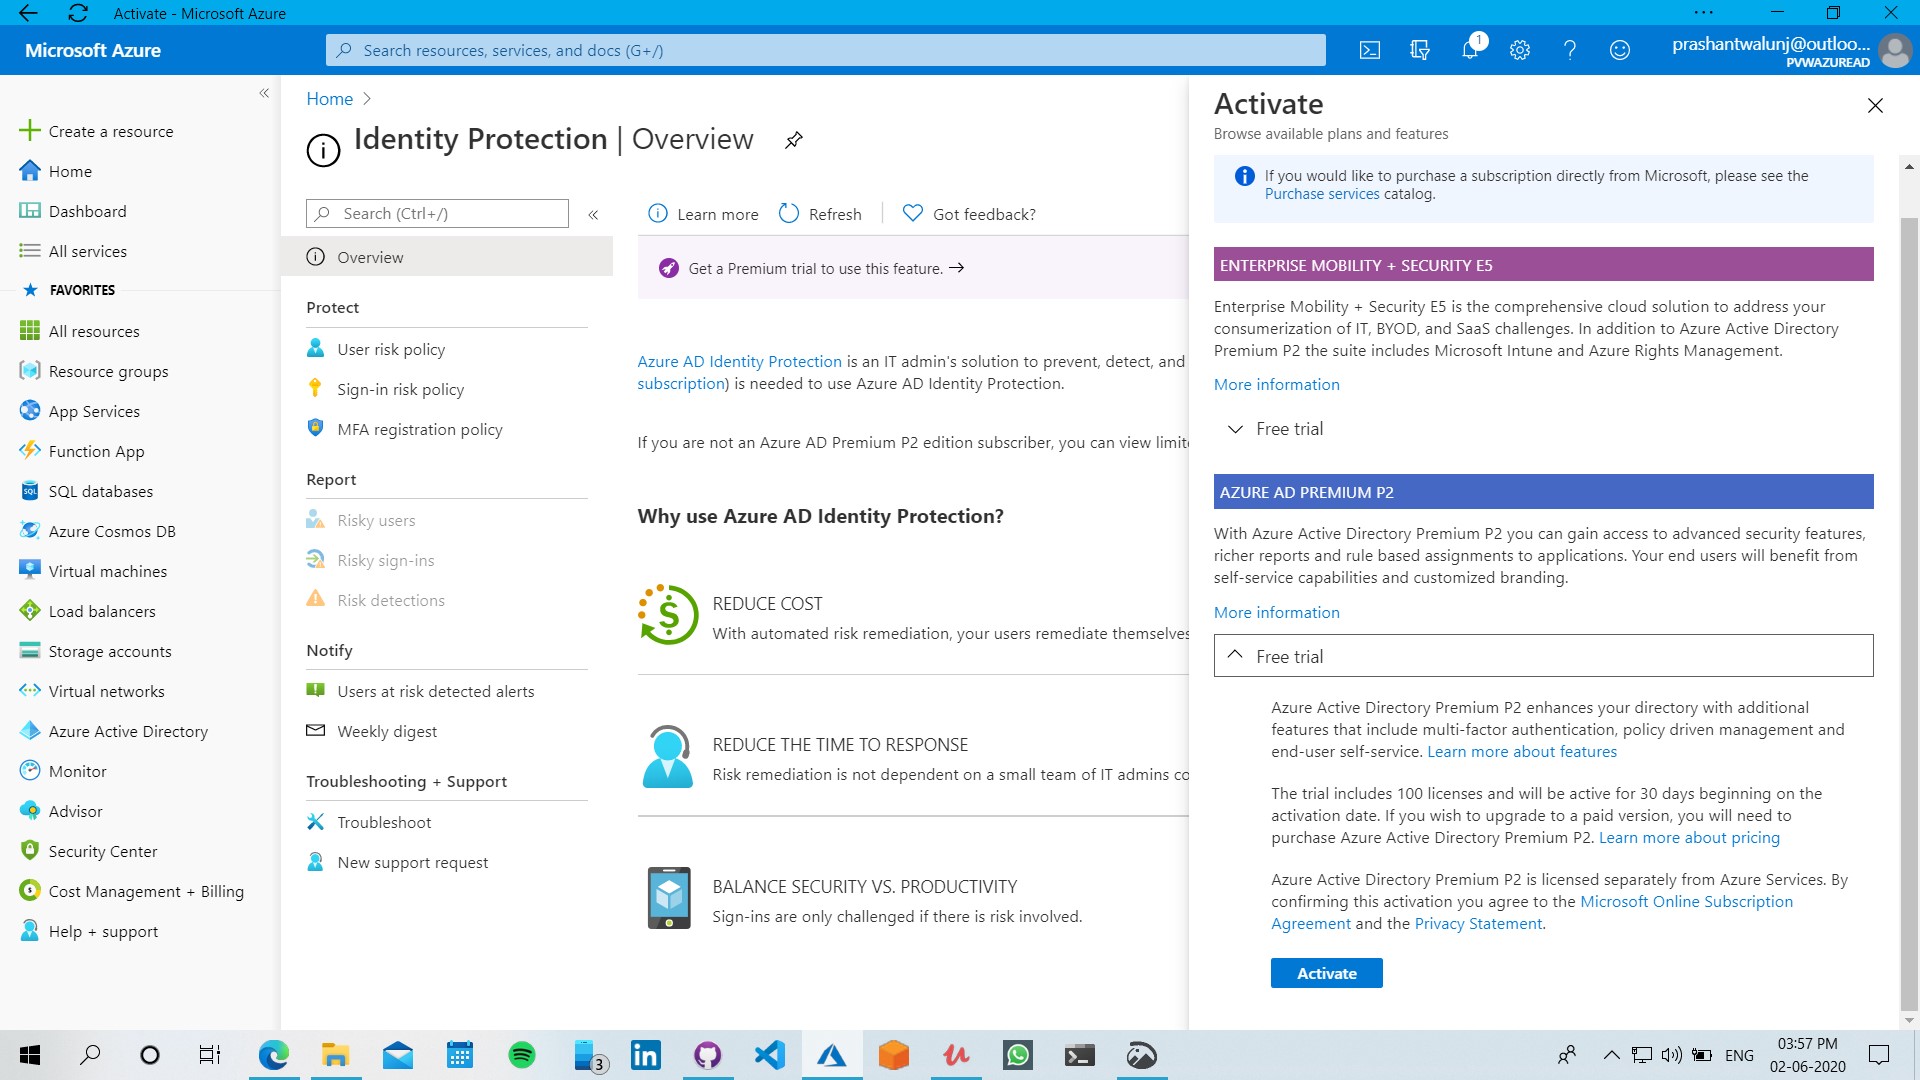 Activate - Microsoft Azure
Microsoft Azure
Search resources, services, and docs (G+/)
1
prashantwalunj@outloo...
PVWAZUREAD
Create a resource
Home
Dashboard
All services
FAVORITES
All resources
Resource groups
App Services
Function App
SQL databases
Azure Cosmos DB
Virtual machines
Load balancers
Storage accounts
Virtual networks
Azure Active Directory
Monitor
Advisor
Security Center
Cost Management + Billing
Help + support
Home
Identity Protection | Overview
Search (Ctrl+/)
Overview
Protect
User risk policy
Sign-in risk policy
MFA registration policy
Report
Risky users
Risky sign-ins
Risk detections
Notify
Users at risk detected alerts
Weekly digest
Troubleshooting + Support
Troubleshoot
New support request
Learn more
Refresh
Got feedback?
Get a Premium trial to use this feature. →
Azure AD Identity Protection is an IT admin's solution to prevent, detect, and
subscription) is needed to use Azure AD Identity Protection.
If you are not an Azure AD Premium P2 edition subscriber, you can view limite
Why use Azure AD Identity Protection?
REDUCE COST
With automated risk remediation, your users remediate themselves
REDUCE THE TIME TO RESPONSE
Risk remediation is not dependent on a small team of IT admins co
BALANCE SECURITY VS. PRODUCTIVITY
Sign-ins are only challenged if there is risk involved.
Activate
Browse available plans and features
If you would like to purchase a subscription directly from Microsoft, please see the
Purchase services catalog.
ENTERPRISE MOBILITY + SECURITY E5
Enterprise Mobility + Security E5 is the comprehensive cloud solution to address your
consumerization of IT, BYOD, and SaaS challenges. In addition to Azure Active Directory
Premium P2 the suite includes Microsoft Intune and Azure Rights Management.
More information
Free trial
AZURE AD PREMIUM P2
With Azure Active Directory Premium P2 you can gain access to advanced security features,
richer reports and rule based assignments to applications. Your end users will benefit from
self-service capabilities and customized branding.
More information
Free trial
Azure Active Directory Premium P2 enhances your directory with additional
features that include multi-factor authentication, policy driven management and
end-user self-service. Learn more about features
The trial includes 100 licenses and will be active for 30 days beginning on the
activation date. If you wish to upgrade to a paid version, you will need to
purchase Azure Active Directory Premium P2. Learn more about pricing
Azure Active Directory Premium P2 is licensed separately from Azure Services. By
confirming this activation you agree to the Microsoft Online Subscription
Agreement and the Privacy Statement.
Activate
3
ENG
03:57 PM
02-06-2020